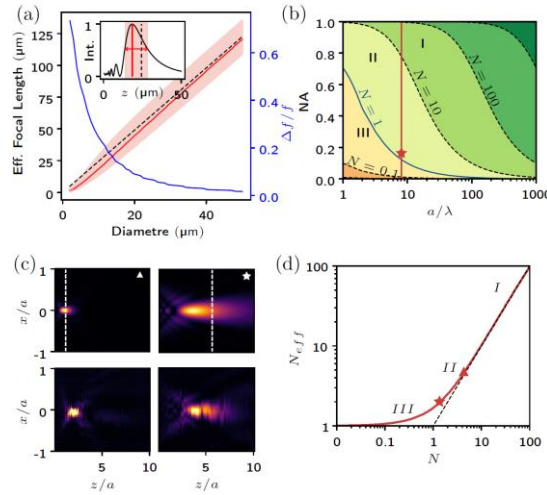 (a)
Eff. Focal Length (μm)
125
100
75
50
25
0
Int.
1
0
0
z (μm)
50
0
20
40
Diametre (μm)
0.6
0.4
0.2
0.0
Δf/f
(b)
NA
1.0
0.8
0.6
0.4
0.2
0.0
I
II
III
N = 1
N = 10
N = 100
N = 0.1
1
10
100
1000
a/λ
(c)
x/a
1
0
-1
x/a
1
0
-1
5
10
z/a
5
10
z/a
(d)
N_eff
100
10
1
I
II
III
0
0
1
10
100
N